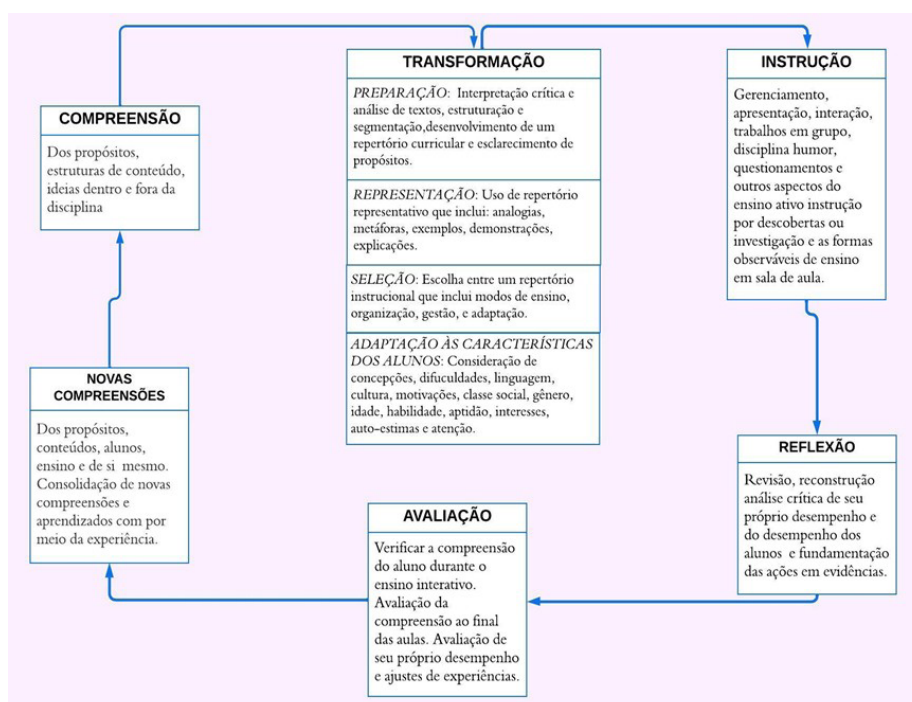 COMPREENSÃO
Dos propósitos,
estruturas de conteúdo,
ideias dentro e fora da
disciplina
TRANSFORMAÇÃO
PREPARAÇÃO: Interpretação crítica e
análise de textos, estruturação e
segmentação,desenvolvimento de um
repertório curricular e esclarecimento de
propósitos.
REPRESENTAÇÃO: Uso de repertório
representativo que inclui: analogias,
metáforas, exemplos, demonstrações,
explicações.
SELEÇÃO: Escolha entre um repertório
instrucional que inclui modos de ensino,
organização, gestão, e adaptação.
ADAPTAÇÃO ÀS CARACTERÍSTICAS
DOS ALUNOS: Consideração de
concepções, dificuldades, linguagem,
cultura, motivações, classe social, gênero,
idade, habilidade, aptidão, interesses,
auto-estimas e atenção.
INSTRUÇÃO
Gerenciamento,
apresentação, interação,
trabalhos em grupo,
disciplina humor,
questionamentos e
outros aspectos do
ensino ativo instrução
por descobertas ou
investigação e as formas
observáveis de ensino
em sala de aula.
REFLEXÃO
Revisão, reconstrução
análise crítica de seu
próprio desempenho e
do desempenho dos
alunos e fundamentação
das ações em evidências.
AVALIAÇÃO
Verificar a compreensão
do aluno durante o
ensino interativo.
Avaliação da
compreensão ao final
das aulas. Avaliação de
seu próprio desempenho
e ajustes de experiências.
NOVAS
COMPREENSÕES
Dos propósitos,
conteúdos, alunos,
ensino e de si mesmo.
Consolidação de novas
compreensões e
aprendizados com por
meio da experiência.